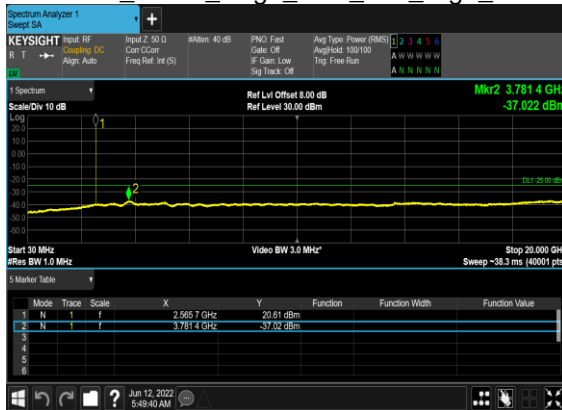 Spectrum Analyzer 1
Swept SA
KEYSIGHT
R T
Input: RF
Coupling: DC
Align: Auto
Input Z: 50 Ω
Corr CCorr
Freq Ref: Int (S)
#Atten: 40 dB
PNO: Fast
Gate: Off
IF Gain: Low
Sig Track: Off
Avg Type: Power (RMS)
Avg|Hold: 100/100
Trig: Free Run
1 2 3 4 5 6
A W W W W W
A N N N N N
1 Spectrum
Scale/Div 10 dB
Ref Lvl Offset 8.00 dB
Ref Level 30.00 dBm
Mkr2 3.781 4 GHz
-37.022 dBm
Log
20.0
10.0
0.00
-10.0
-20.0
-30.0
-40.0
-50.0
-60.0
1
2
DL1 -25.00 dBm
Start 30 MHz
#Res BW 1.0 MHz
Video BW 3.0 MHz*
Stop 20.000 GHz
Sweep ~38.3 ms (40001 pts)
5 Marker Table
Mode Trace Scale X Y Function Function Width Function Value
1 N 1 f 2.565 7 GHz 20.61 dBm
2 N 1 f 3.781 4 GHz -37.02 dBm
3
4
5
6
?
Jun 12, 2022
5:49:40 AM